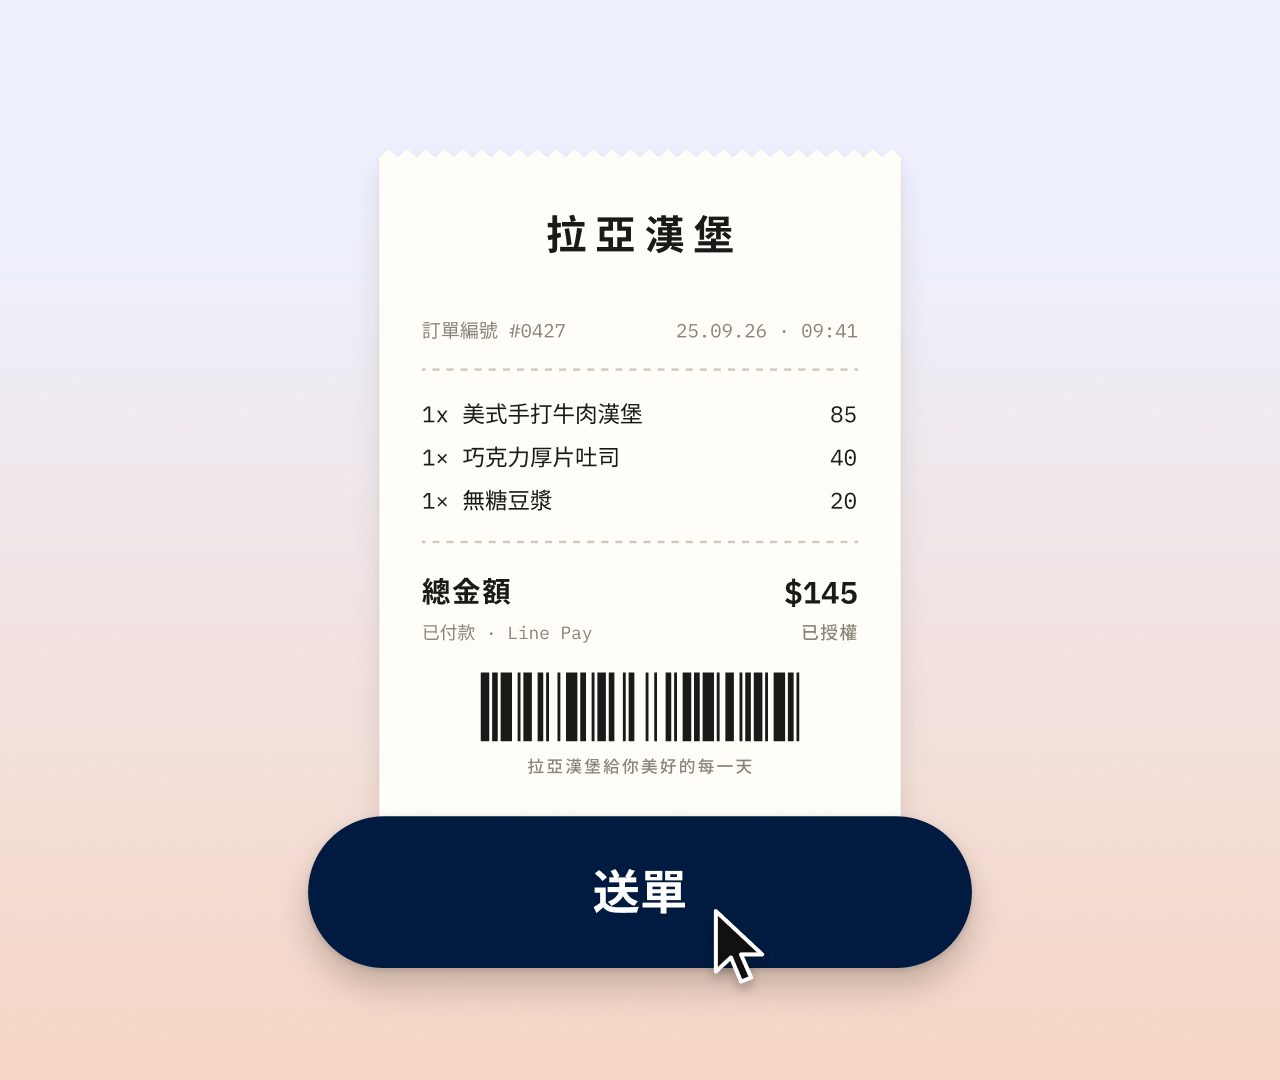 拉亞漢堡
訂單編號 #0427 25.09.26 · 09:41
1x 美式手打牛肉漢堡 85
1× 巧克力厚片吐司 40
1× 無糖豆漿 20
總金額 $145
已付款 · Line Pay 已授權
拉亞漢堡給你美好的每一天
送單